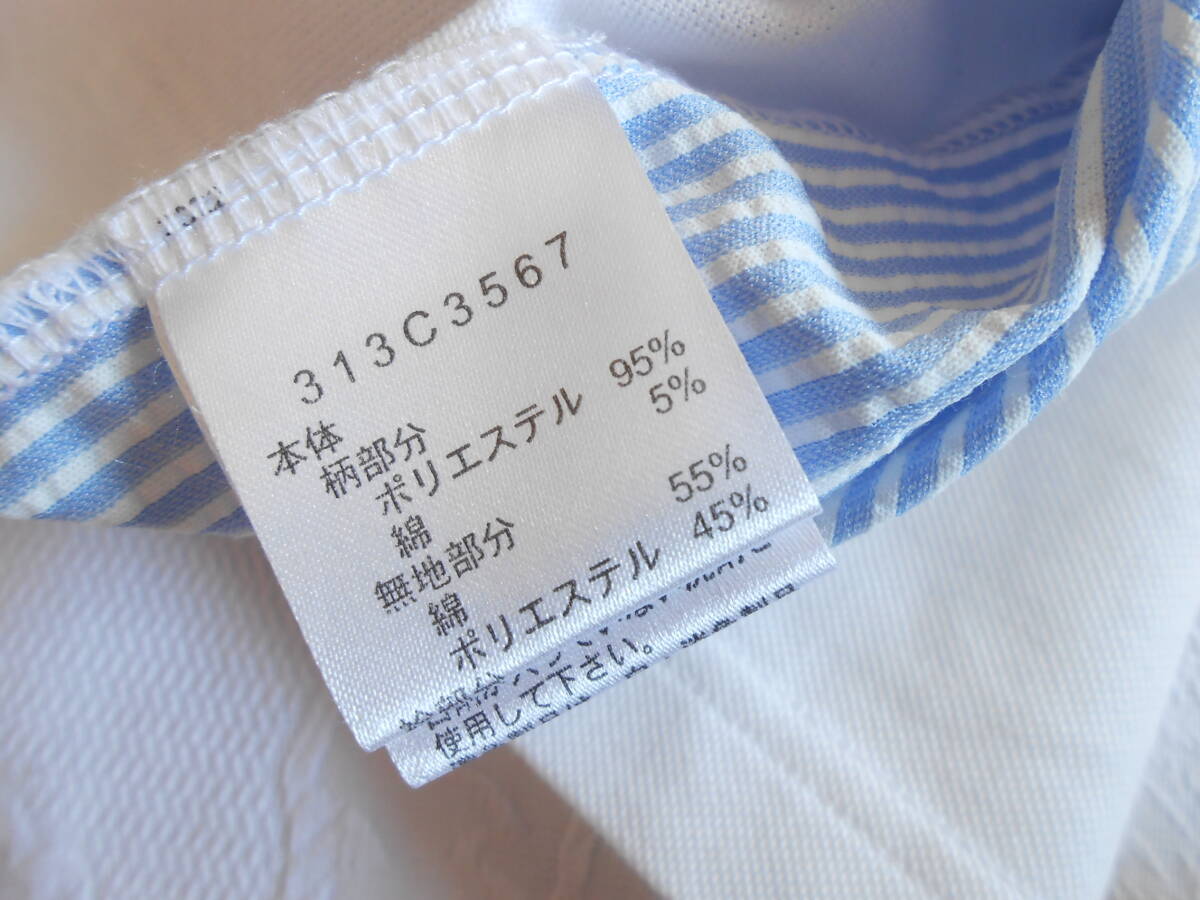 313C3567
本体
柄部分
ポリエステル 95%
綿 5%
無地部分
綿 55%
ポリエステル 45%
使用して下さい。